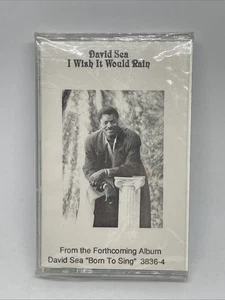 David Sea
I Wish It Would Rain
From the Forthcoming Album
David Sea "Born To Sing" 3836-4